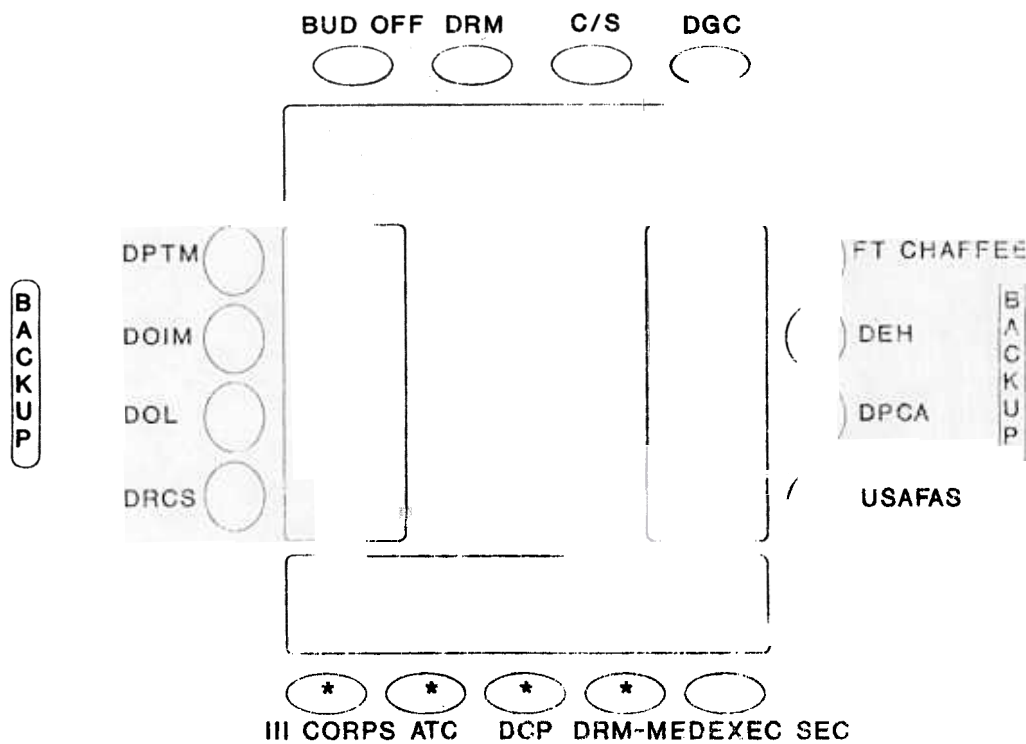 BUD OFF DRM C/S DGC
DPTM
FT CHAFFEE
BACKUP
BACKUP
DOIM
DEH
DOL
DPCA
DRCS
USAFAS
* * * *
III CORPS ATC DCP DRM-MEDEXEC SEC